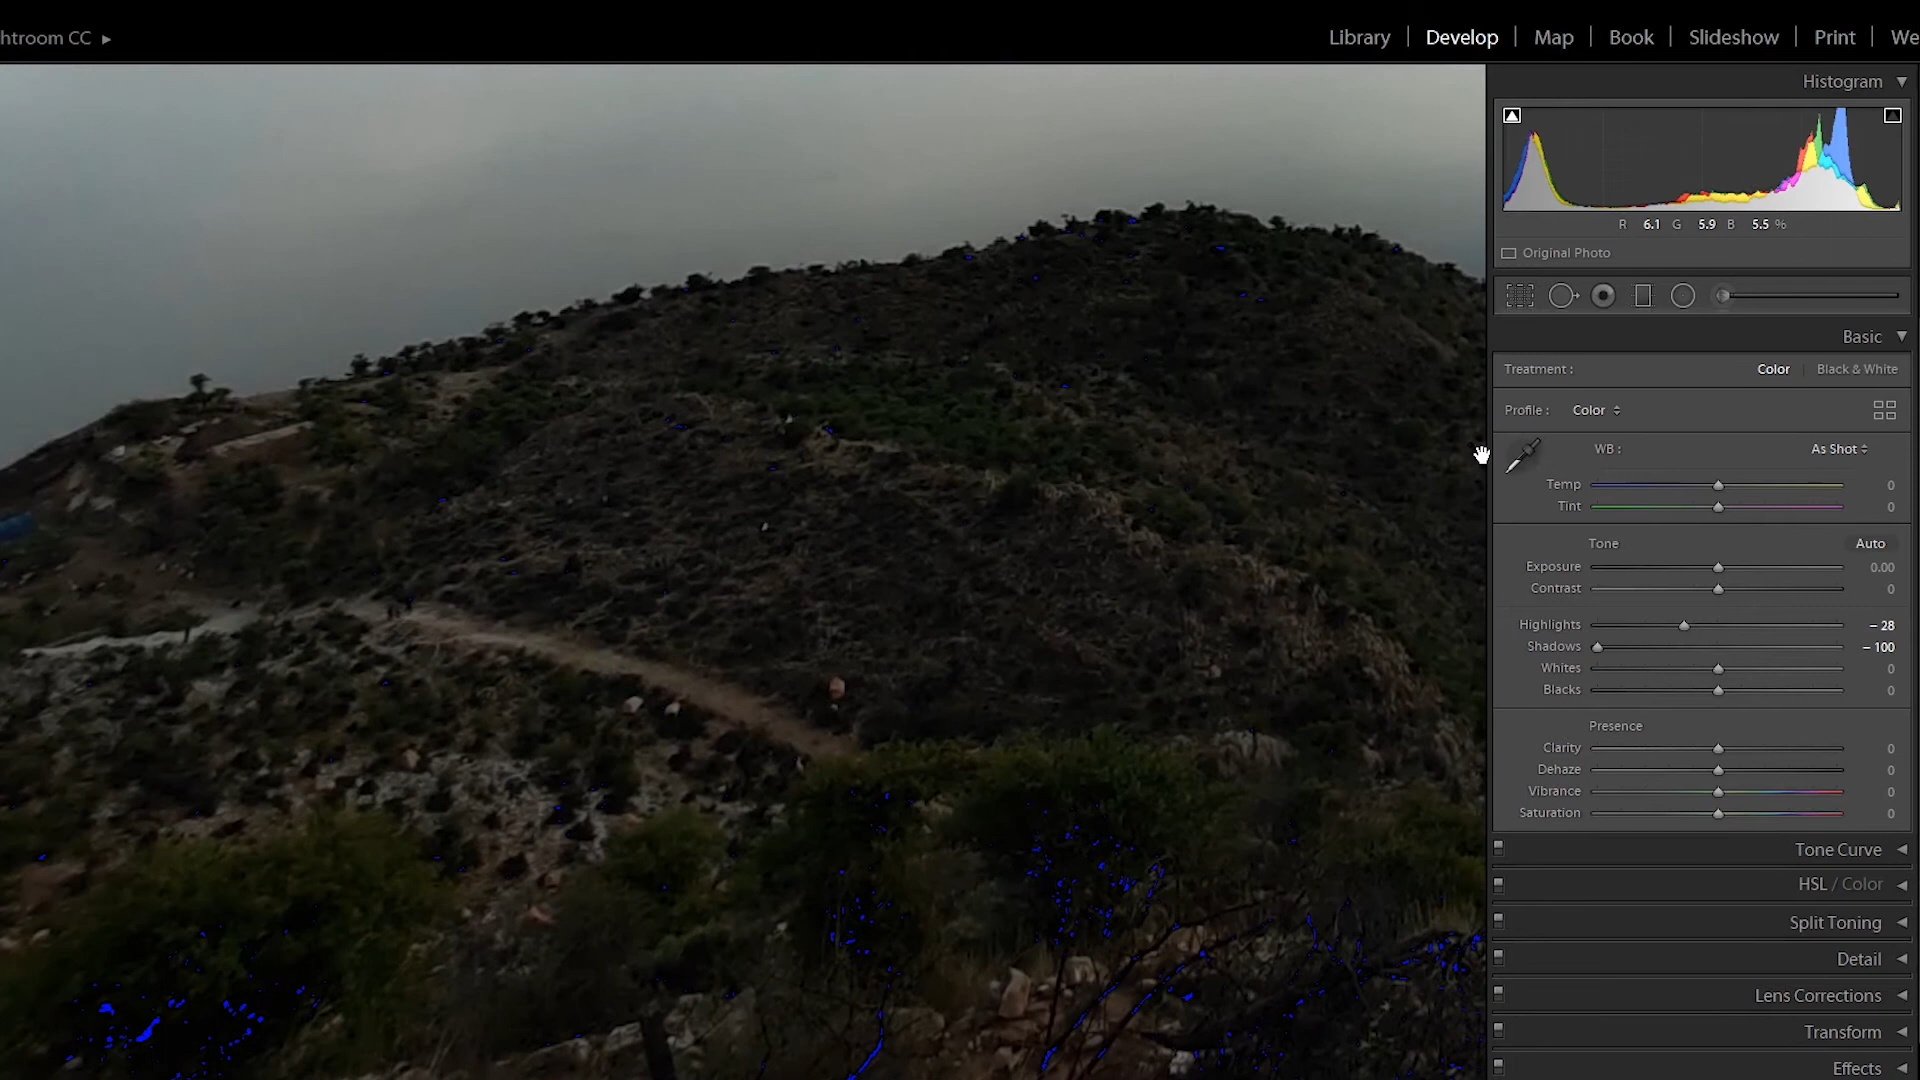 htroom CC ▸
Library | Develop | Map | Book | Slideshow | Print | We
Histogram
R 6.1 G 5.9 B 5.5 %
Original Photo
Basic
Treatment : Color Black & White
Profile : Color
WB : As Shot
Temp 0
Tint 0
Tone Auto
Exposure 0.00
Contrast 0
Highlights – 28
Shadows – 100
Whites 0
Blacks 0
Presence
Clarity 0
Dehaze 0
Vibrance 0
Saturation 0
Tone Curve
HSL / Color
Split Toning
Detail
Lens Corrections
Transform
Effects